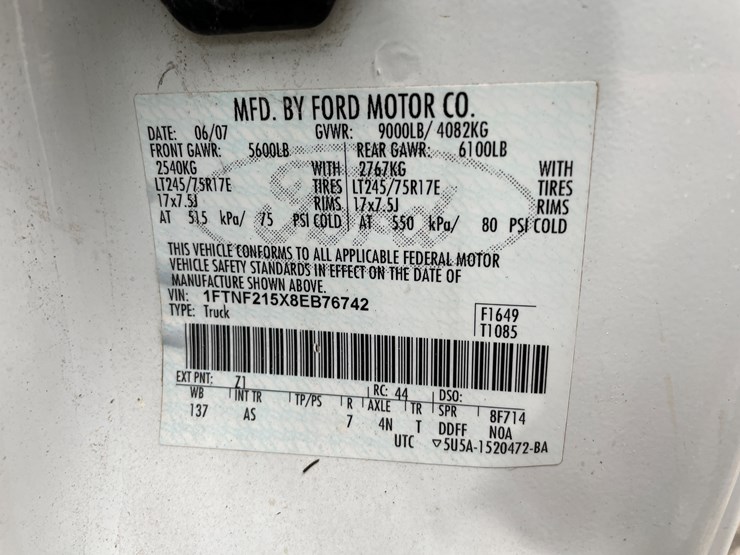 MFD. BY FORD MOTOR CO.
DATE: 06/07 GVWR: 9000LB/ 4082KG
FRONT GAWR: 5600LB REAR GAWR: 6100LB
2540KG WITH 2767KG WITH
LT245/75R17E TIRES LT245/75R17E TIRES
17x7.5J RIMS 17x7.5J RIMS
AT 515 kPa/ 75 PSI COLD AT 550 kPa/ 80 PSI COLD
Ford
THIS VEHICLE CONFORMS TO ALL APPLICABLE FEDERAL MOTOR
VEHICLE SAFETY STANDARDS IN EFFECT ON THE DATE OF
MANUFACTURE SHOWN ABOVE.
VIN: 1FTNF215X8EB76742
TYPE: Truck
F1649
T1085
EXT PNT: Z1 RC: 44 DSO:
WB INT TR TP/PS R AXLE TR SPR 8F714
137 AS 7 4N T DDFF NOA
UTC ▽5U5A-1520472-BA